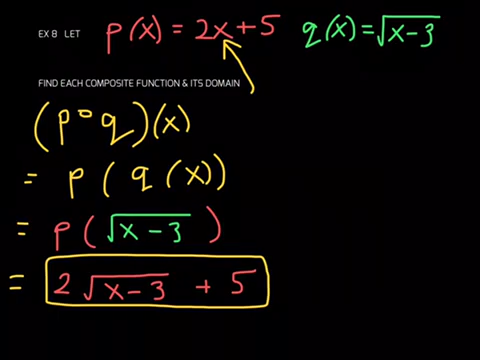 EX 8 LET p(x) = 2x + 5 q(x) = √x - 3
FIND EACH COMPOSITE FUNCTION & ITS DOMAIN
(p ∘ q)(x)
= p ( q (x))
= p ( √x - 3 )
= 2 √x - 3 + 5